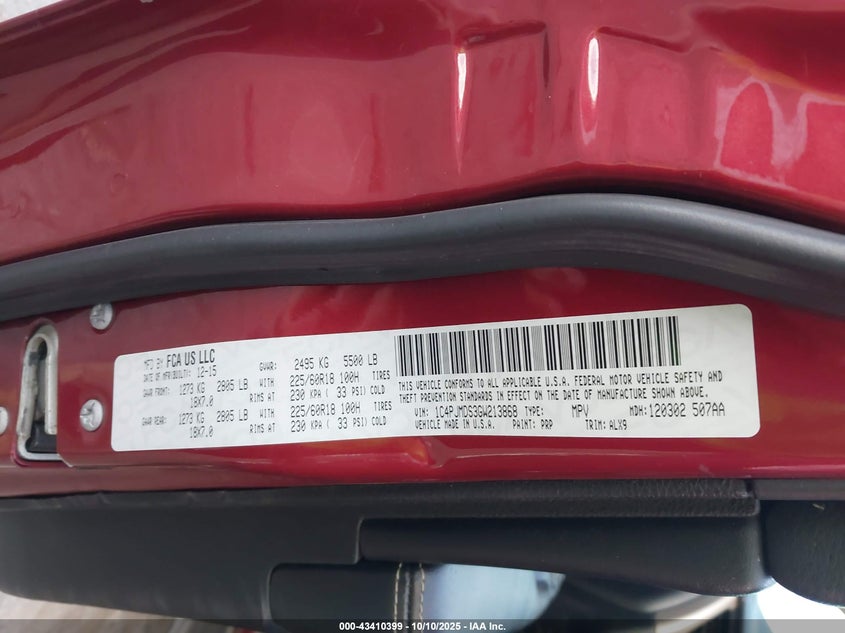 MFD BY FCA US LLC
DATE OF MFR(BUILT): 12-15 GVWR: 2495 KG 5500 LB
GAWR FRONT: 1273 KG 2805 LB WITH 225/60R18 100H TIRES
18X7.0 RIMS AT 230 KPA ( 33 PSI) COLD
GAWR REAR: 1273 KG 2805 LB WITH 225/60R18 100H TIRES
18X7.0 RIMS AT 230 KPA ( 33 PSI) COLD
THIS VEHICLE CONFORMS TO ALL APPLICABLE U.S.A. FEDERAL MOTOR VEHICLE SAFETY AND
THEFT PREVENTION STANDARDS IN EFFECT ON THE DATE OF MANUFACTURE SHOWN ABOVE.
VIN: 1C4PJMDS3GW213868 TYPE: MPV MDH: 120302 507AA
VEHICLE MADE IN U.S.A. PAINT: PRP TRIM: ALX9
000-43410399 - 10/10/2025 - IAA Inc.